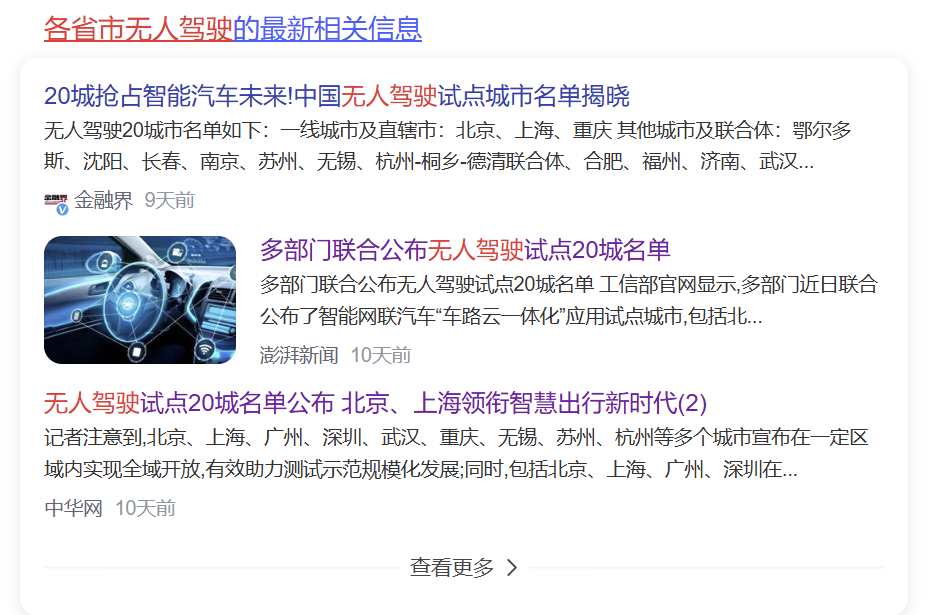 各省市无人驾驶的最新相关信息
20城抢占智能汽车未来!中国无人驾驶试点城市名单揭晓
无人驾驶20城市名单如下：一线城市及直辖市：北京、上海、重庆 其他城市及联合体：鄂尔多
斯、沈阳、长春、南京、苏州、无锡、杭州-桐乡-德清联合体、合肥、福州、济南、武汉...
金融界 9天前
多部门联合公布无人驾驶试点20城名单
多部门联合公布无人驾驶试点20城名单 工信部官网显示,多部门近日联合
公布了智能网联汽车“车路云一体化”应用试点城市,包括北...
澎湃新闻 10天前
无人驾驶试点20城名单公布 北京、上海领衔智慧出行新时代(2)
记者注意到,北京、上海、广州、深圳、武汉、重庆、无锡、苏州、杭州等多个城市宣布在一定区
域内实现全域开放,有效助力测试示范规模化发展;同时,包括北京、上海、广州、深圳在...
中华网 10天前
查看更多